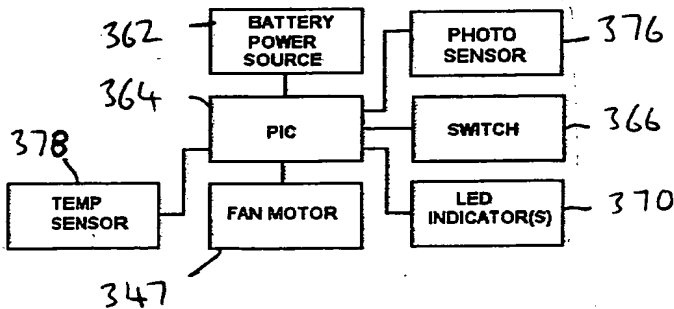 362
BATTERY
POWER
SOURCE
PHOTO
SENSOR
376
364
PIC
SWITCH
366
378
TEMP
SENSOR
FAN MOTOR
LED
INDICATOR(S)
370
347